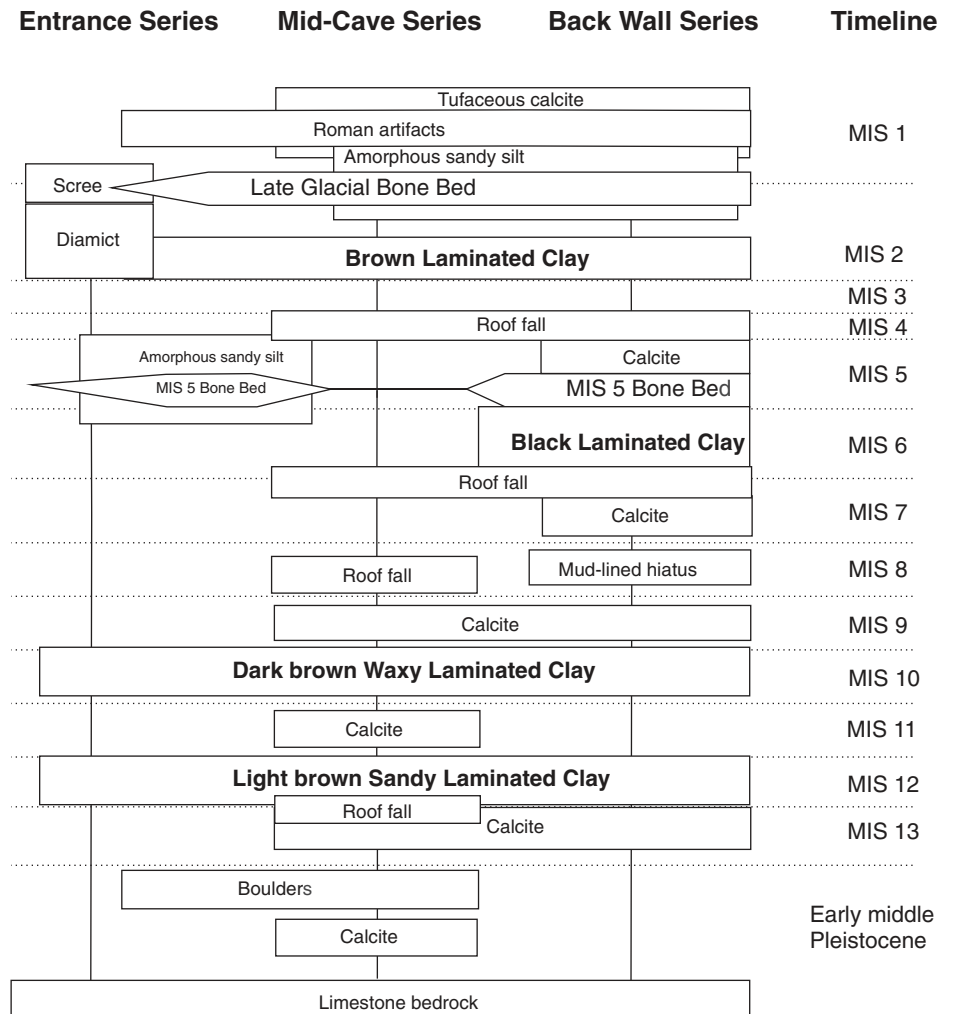 Entrance Series Mid-Cave Series Back Wall Series Timeline
Tufaceous calcite
Roman artifacts
MIS 1
Amorphous sandy silt
Scree
Late Glacial Bone Bed
Diamict
Brown Laminated Clay
MIS 2
MIS 3
Roof fall
MIS 4
Amorphous sandy silt
Calcite
MIS 5
MIS 5 Bone Bed
MIS 5 Bone Bed
Black Laminated Clay
MIS 6
Roof fall
Calcite
MIS 7
Roof fall
Mud-lined hiatus
MIS 8
Calcite
MIS 9
Dark brown Waxy Laminated Clay
MIS 10
Calcite
MIS 11
Light brown Sandy Laminated Clay
MIS 12
Roof fall
Calcite
MIS 13
Boulders
Early middle
Pleistocene
Calcite
Limestone bedrock